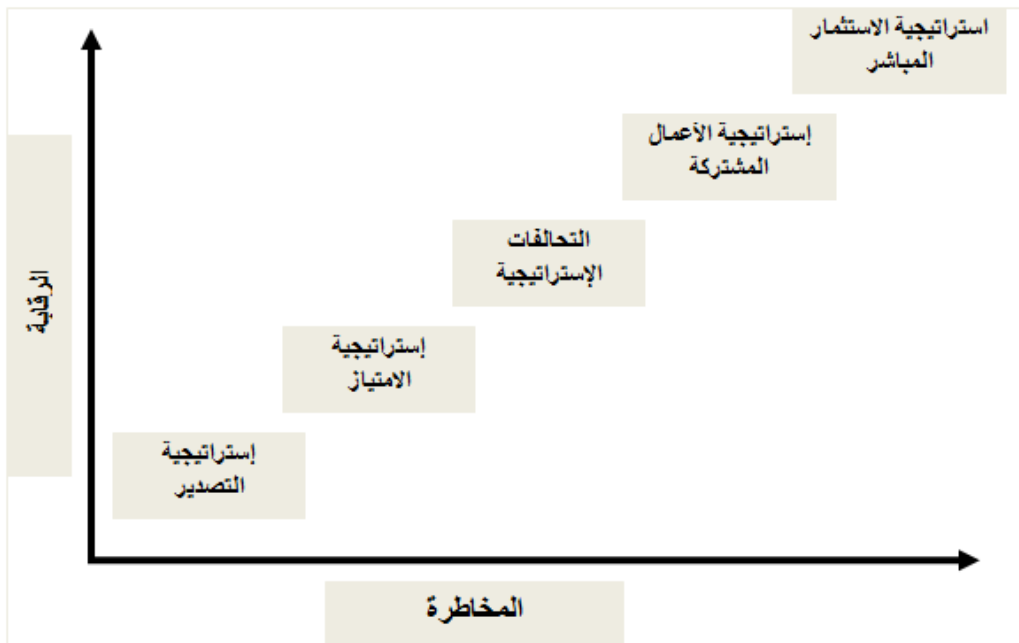 استراتيجية الاستثمار
المباشر
إستراتيجية الأعمال
المشتركة
التحالفات
الإستراتيجية
الرقابة
إستراتيجية
الامتياز
إستراتيجية
التصدير
المخاطرة